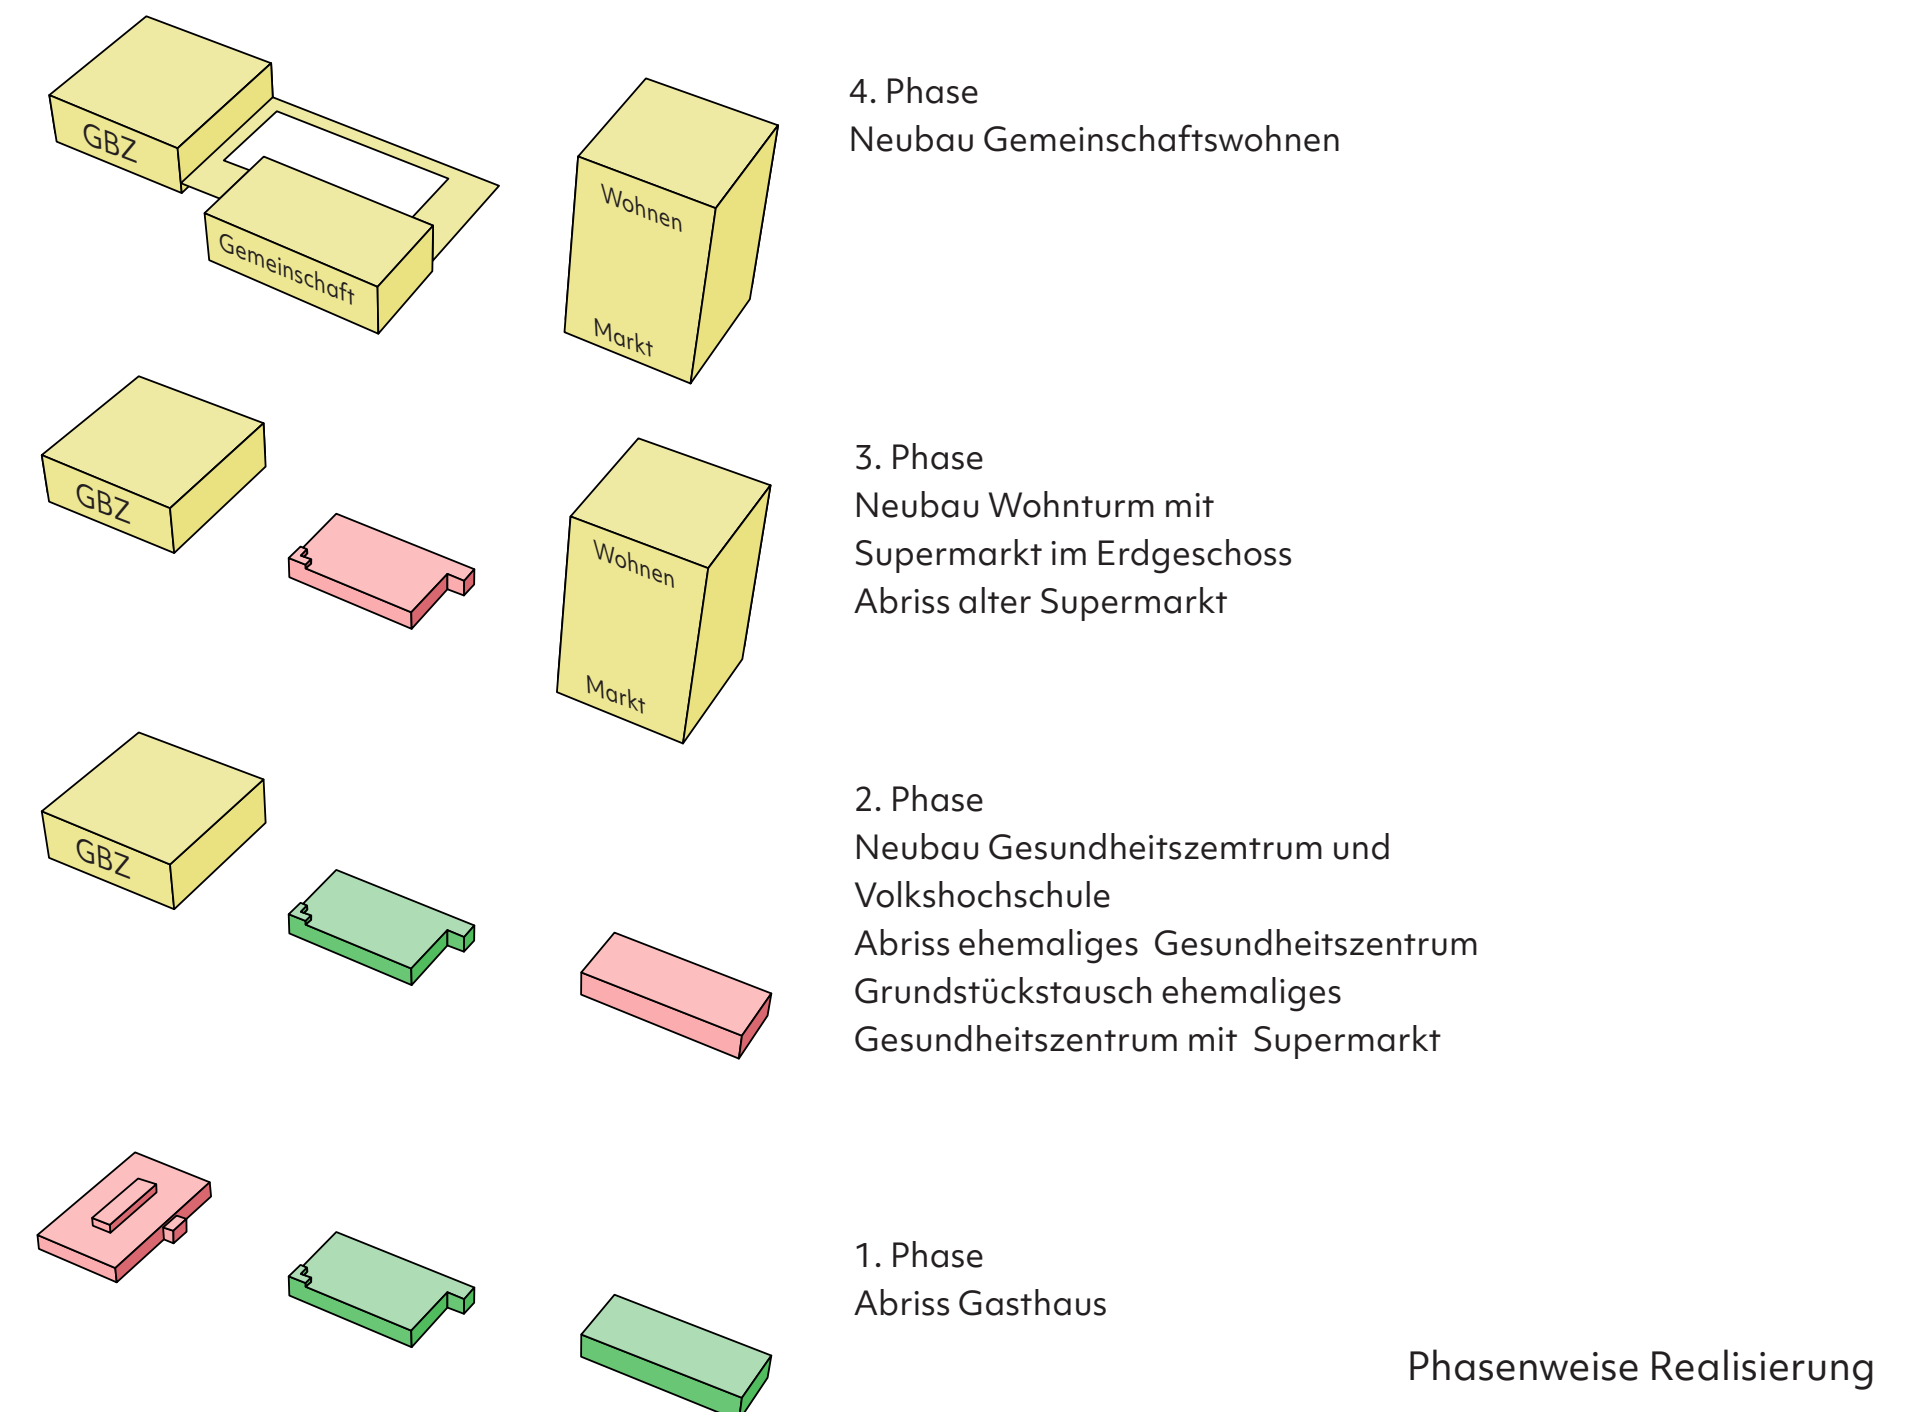 GBZ
Gemeinschaft
Wohnen
Markt
4. Phase
Neubau Gemeinschaftswohnen
GBZ
Wohnen
Markt
3. Phase
Neubau Wohnturm mit
Supermarkt im Erdgeschoss
Abriss alter Supermarkt
GBZ
2. Phase
Neubau Gesundheitszemtrum und
Volkshochschule
Abriss ehemaliges  Gesundheitszentrum
Grundstückstausch ehemaliges
Gesundheitszentrum mit  Supermarkt
1. Phase
Abriss Gasthaus
Phasenweise Realisierung